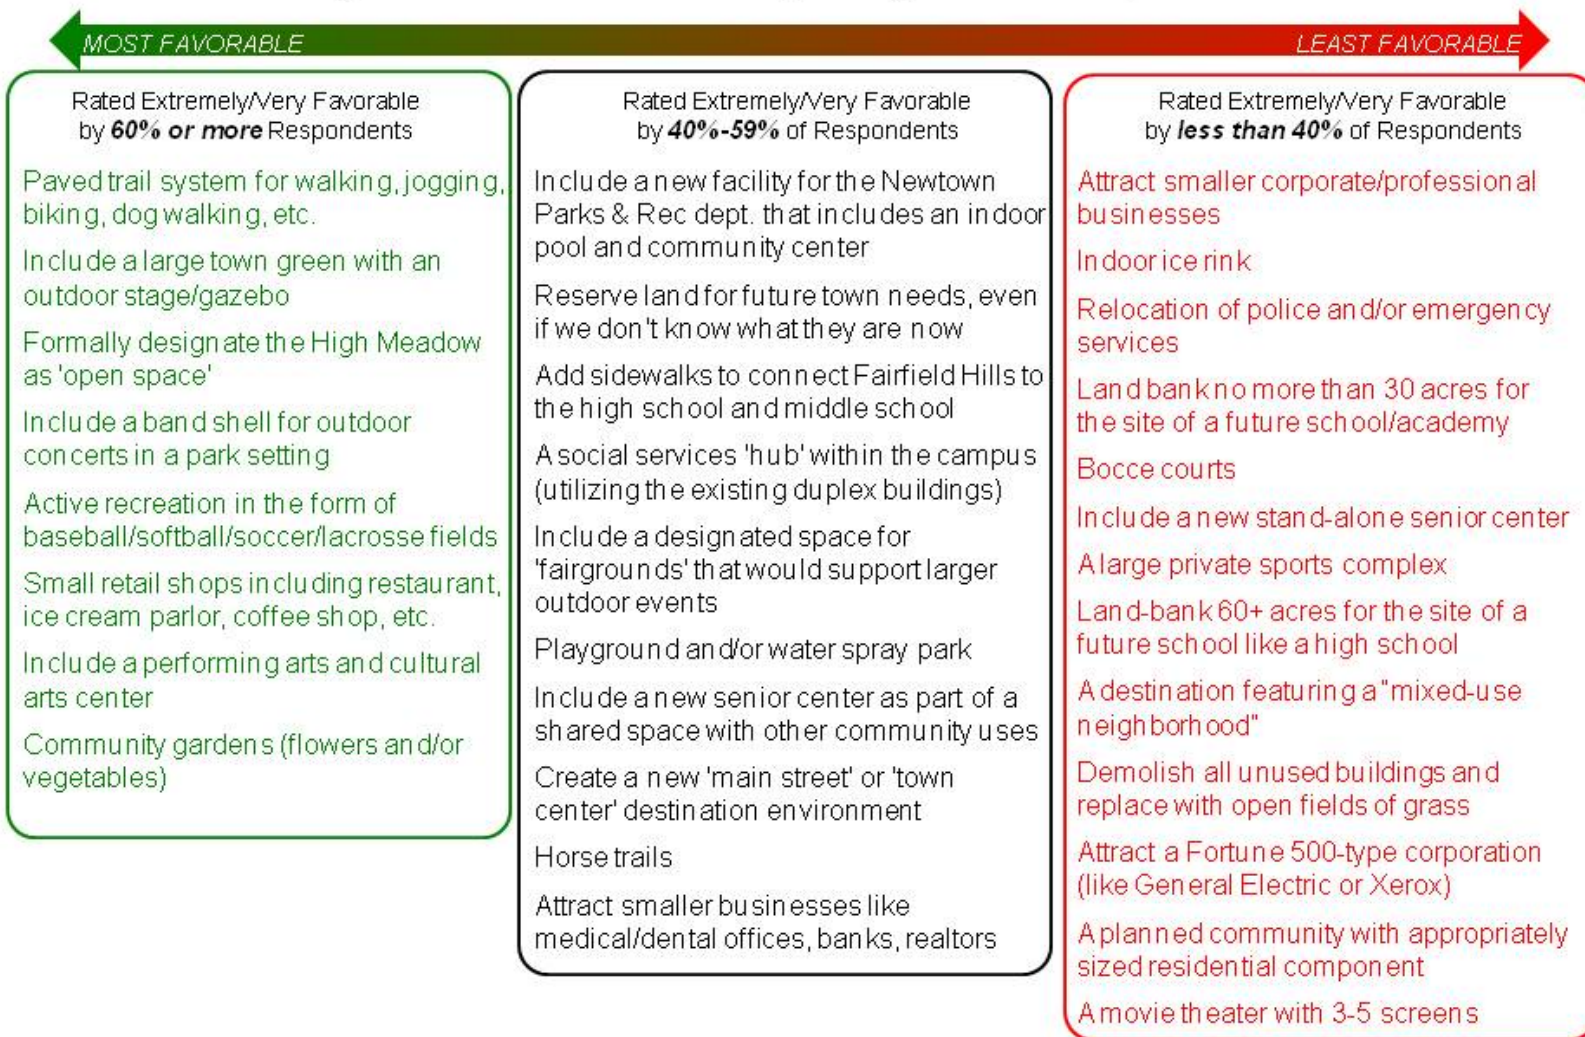 MOST FAVORABLE
LEAST FAVORABLE
Rated Extremely/Very Favorable
by 60% or more Respondents
Paved trail system for walking, jogging,
biking, dog walking, etc.
Include a large town green with an
outdoor stage/gazebo
Formally designate the High Meadow
as 'open space'
Include a band shell for outdoor
concerts in a park setting
Active recreation in the form of
baseball/softball/soccer/lacrosse fields
Small retail shops including restaurant,
ice cream parlor, coffee shop, etc.
Include a performing arts and cultural
arts center
Community gardens (flowers and/or
vegetables)
Rated Extremely/Very Favorable
by 40%-59% of Respondents
Include a new facility for the Newtown
Parks & Rec dept. that includes an indoor
pool and community center
Reserve land for future town needs, even
if we don't know what they are now
Add sidewalks to connect Fairfield Hills to
the high school and middle school
A social services 'hub' within the campus
(utilizing the existing duplex buildings)
Include a designated space for
'fairgrounds' that would support larger
outdoor events
Playground and/or water spray park
Include a new senior center as part of a
shared space with other community uses
Create a new 'main street' or 'town
center' destination environment
Horse trails
Attract smaller businesses like
medical/dental offices, banks, realtors
Rated Extremely/Very Favorable
by less than 40% of Respondents
Attract smaller corporate/professional
businesses
Indoor ice rink
Relocation of police and/or emergency
services
Land bank no more than 30 acres for
the site of a future school/academy
Bocce courts
Include a new stand-alone senior center
A large private sports complex
Land-bank 60+ acres for the site of a
future school like a high school
A destination featuring a "mixed-use
neighborhood"
Demolish all unused buildings and
replace with open fields of grass
Attract a Fortune 500-type corporation
(like General Electric or Xerox)
A planned community with appropriately
sized residential component
A movie theater with 3-5 screens